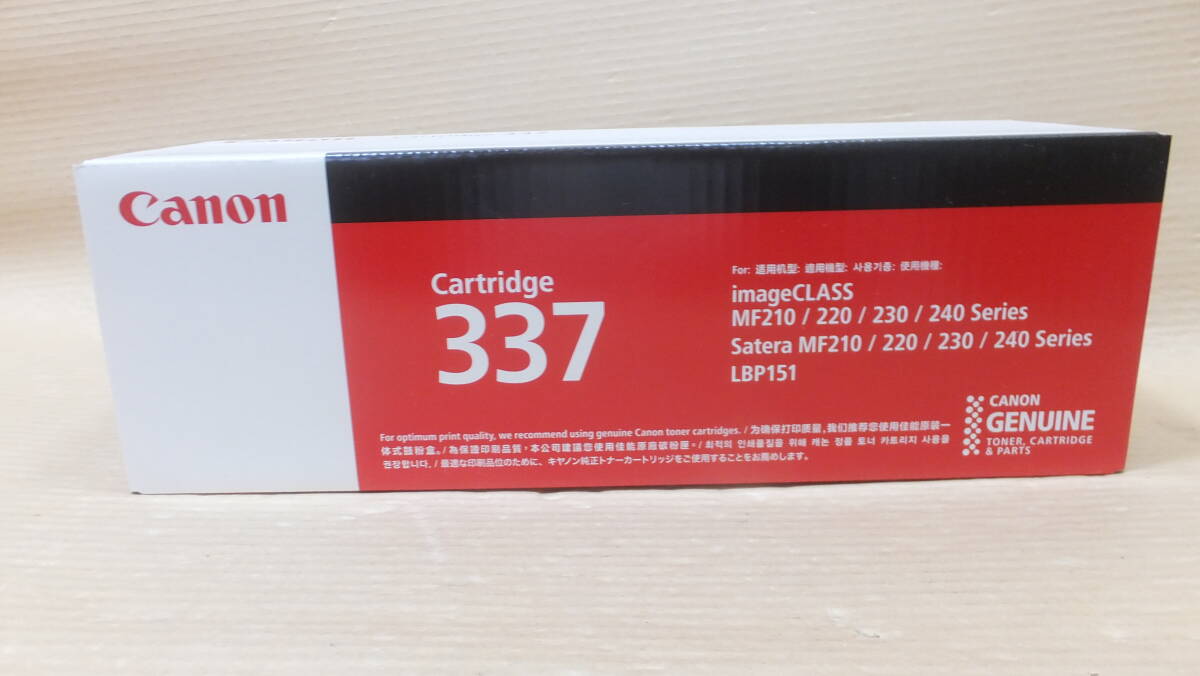 Canon
Cartridge
337
For: 适用机型: 適用機型: 사용기종: 使用機種:
imageCLASS
MF210 / 220 / 230 / 240 Series
Satera MF210 / 220 / 230 / 240 Series
LBP151
CANON
GENUINE
TONER, CARTRIDGE
& PARTS
For optimum print quality, we recommend using genuine Canon toner cartridges. / 为确保打印质量,我们推荐您使用佳能原装一
体式鼓粉盒。/ 為保證印刷品質,本公司建議您使用佳能原廠碳粉匣。/ 최적의 인쇄품질을 위해 캐논 정품 토너 카트리지 사용을
권장합니다. / 最適な印刷品位のために、キヤノン純正トナーカートリッジをご使用することをお薦めします。